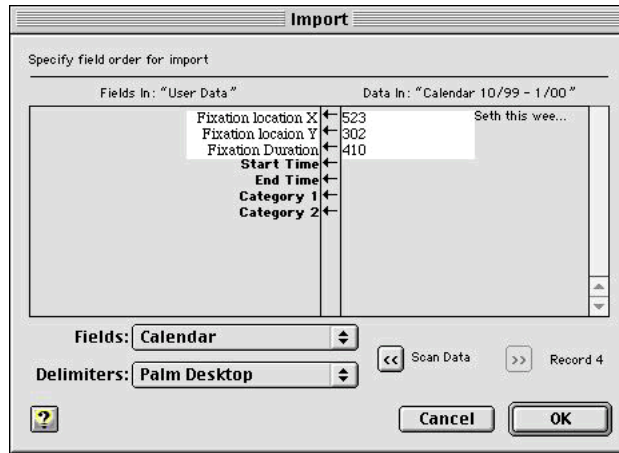 Import
Specify field order for import
Fields In: "User Data" Data In: "Calendar 10/99 - 1/00"
Fixation location X ← 523 Seth this wee...
Fixation locaion Y ← 302
Fixation Duration ← 410
Start Time ←
End Time ←
Category 1 ←
Category 2 ←
Fields: Calendar
<< Scan Data >> Record 4
Delimiters: Palm Desktop
? Cancel OK